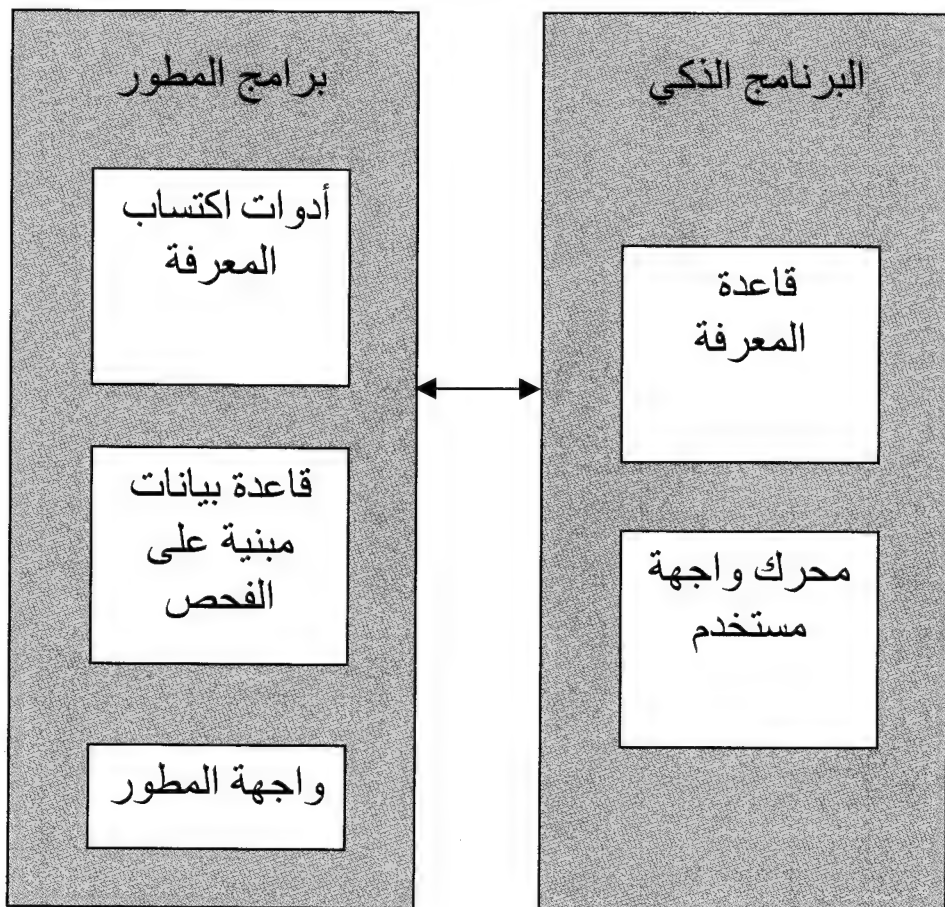 البرنامج الذكي
قاعدة
المعرفة
محرك واجهة
مستخدم
برامج المطور
أدوات اكتساب
المعرفة
قاعدة بيانات
مبنية على
الفحص
واجهة المطور